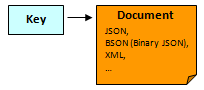 Key
Document
JSON,
BSON (Binary JSON),
XML,
...